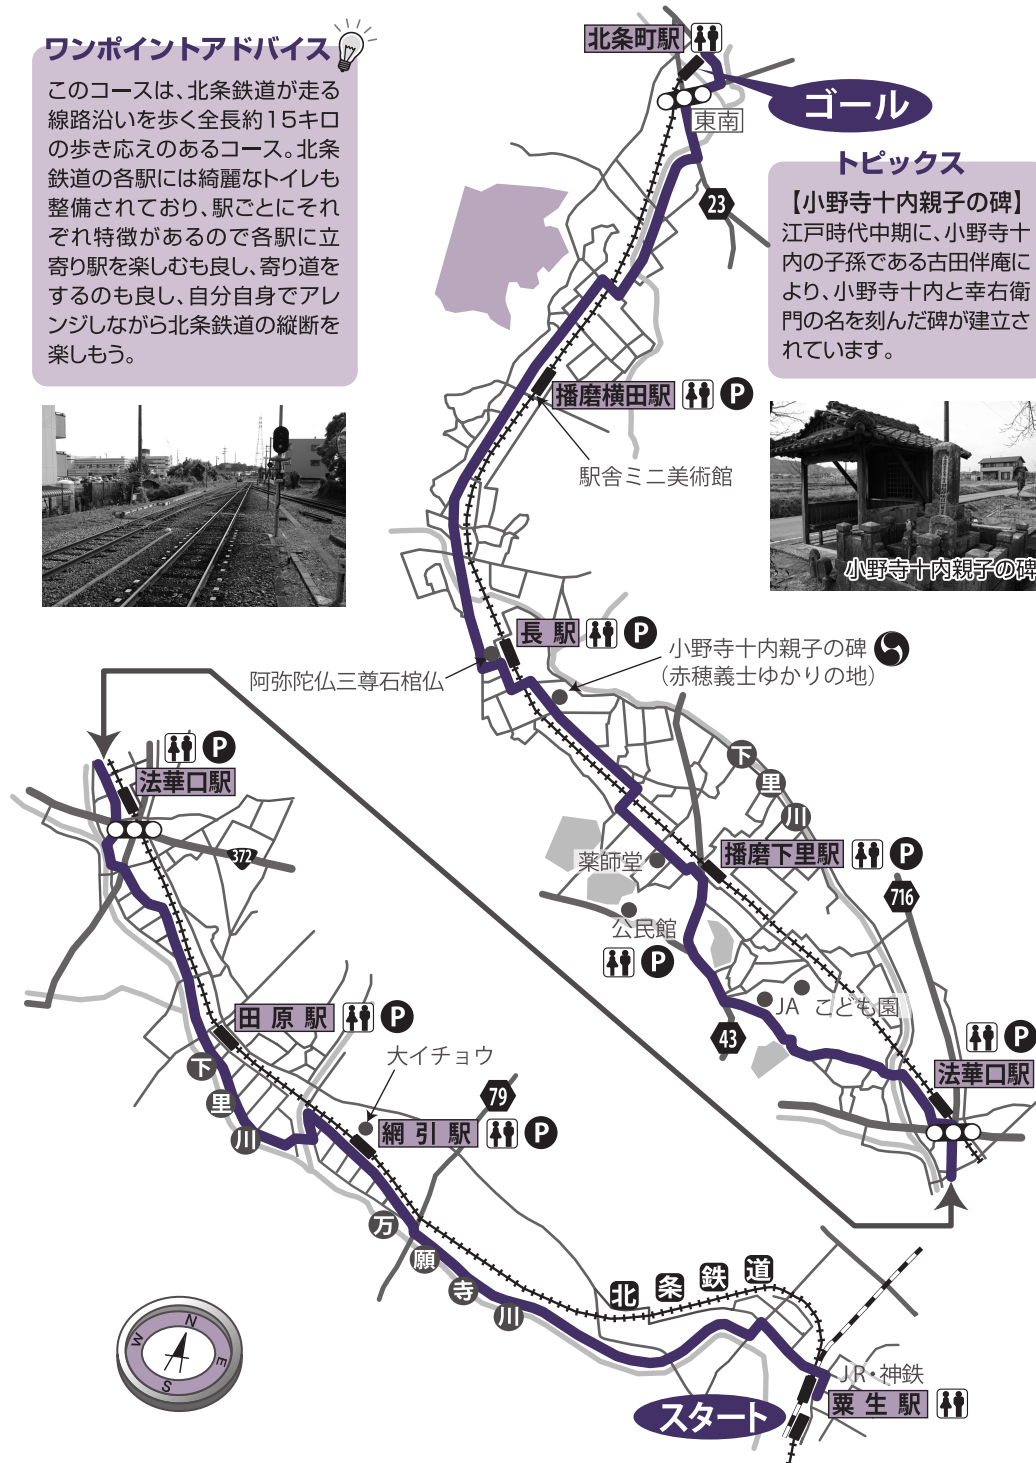 ワンポイントアドバイス
このコースは、北条鉄道が走る
線路沿いを歩く全長約15キロ
の歩き応えのあるコース。北条
鉄道の各駅には綺麗なトイレも
整備されており、駅ごとにそれ
ぞれ特徴があるので各駅に立
寄り駅を楽しむも良し、寄り道を
するのも良し、自分自身でアレ
ンジしながら北条鉄道の縦断を
楽しもう。
北条町駅
ゴール
東南
トピックス
【小野寺十内親子の碑】
江戸時代中期に、小野寺十
内の子孫である古田伴庵に
より、小野寺十内と幸右衛
門の名を刻んだ碑が建立さ
れています。
小野寺十内親子の碑
23
播磨横田駅 P
駅舎ミニ美術館
長駅 P
阿弥陀仏三尊石棺仏
小野寺十内親子の碑
（赤穂義士ゆかりの地）
下里川
播磨下里駅 P
薬師堂
公民館
P
716
JA こども園
43
P
法華口駅
P
法華口駅
372
田原駅 P
下里川
大イチョウ
79
網引駅 P
万願寺川
北条鉄道
JR・神鉄
粟生駅
スタート
N
E
S
W